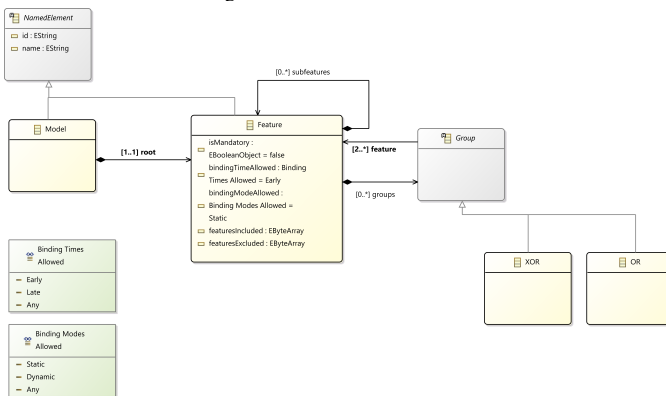 NamedElement
id : EString
name : EString
[0..*] subfeatures
Model
[1..1] root
Feature
isMandatory :
EBooleanObject = false
bindingTimeAllowed : Binding
Times Allowed = Early
bindingModeAllowed :
Binding Modes Allowed =
Static
featuresIncluded : EByteArray
featuresExcluded : EByteArray
[2..*] feature
[0..*] groups
Group
XOR
OR
Binding Times
Allowed
Early
Late
Any
Binding Modes
Allowed
Static
Dynamic
Any